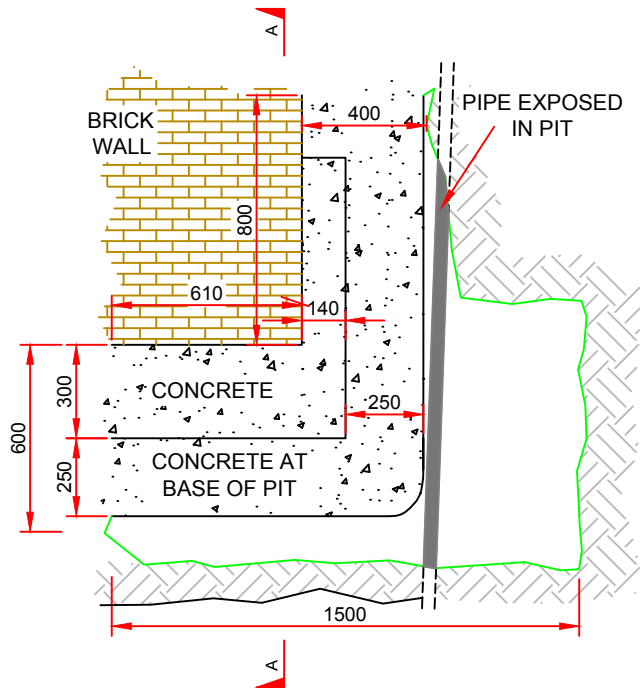 A
PIPE EXPOSED
IN PIT
400
BRICK
WALL
800
610
140
300
CONCRETE
600
250
250
CONCRETE AT
BASE OF PIT
1500
A